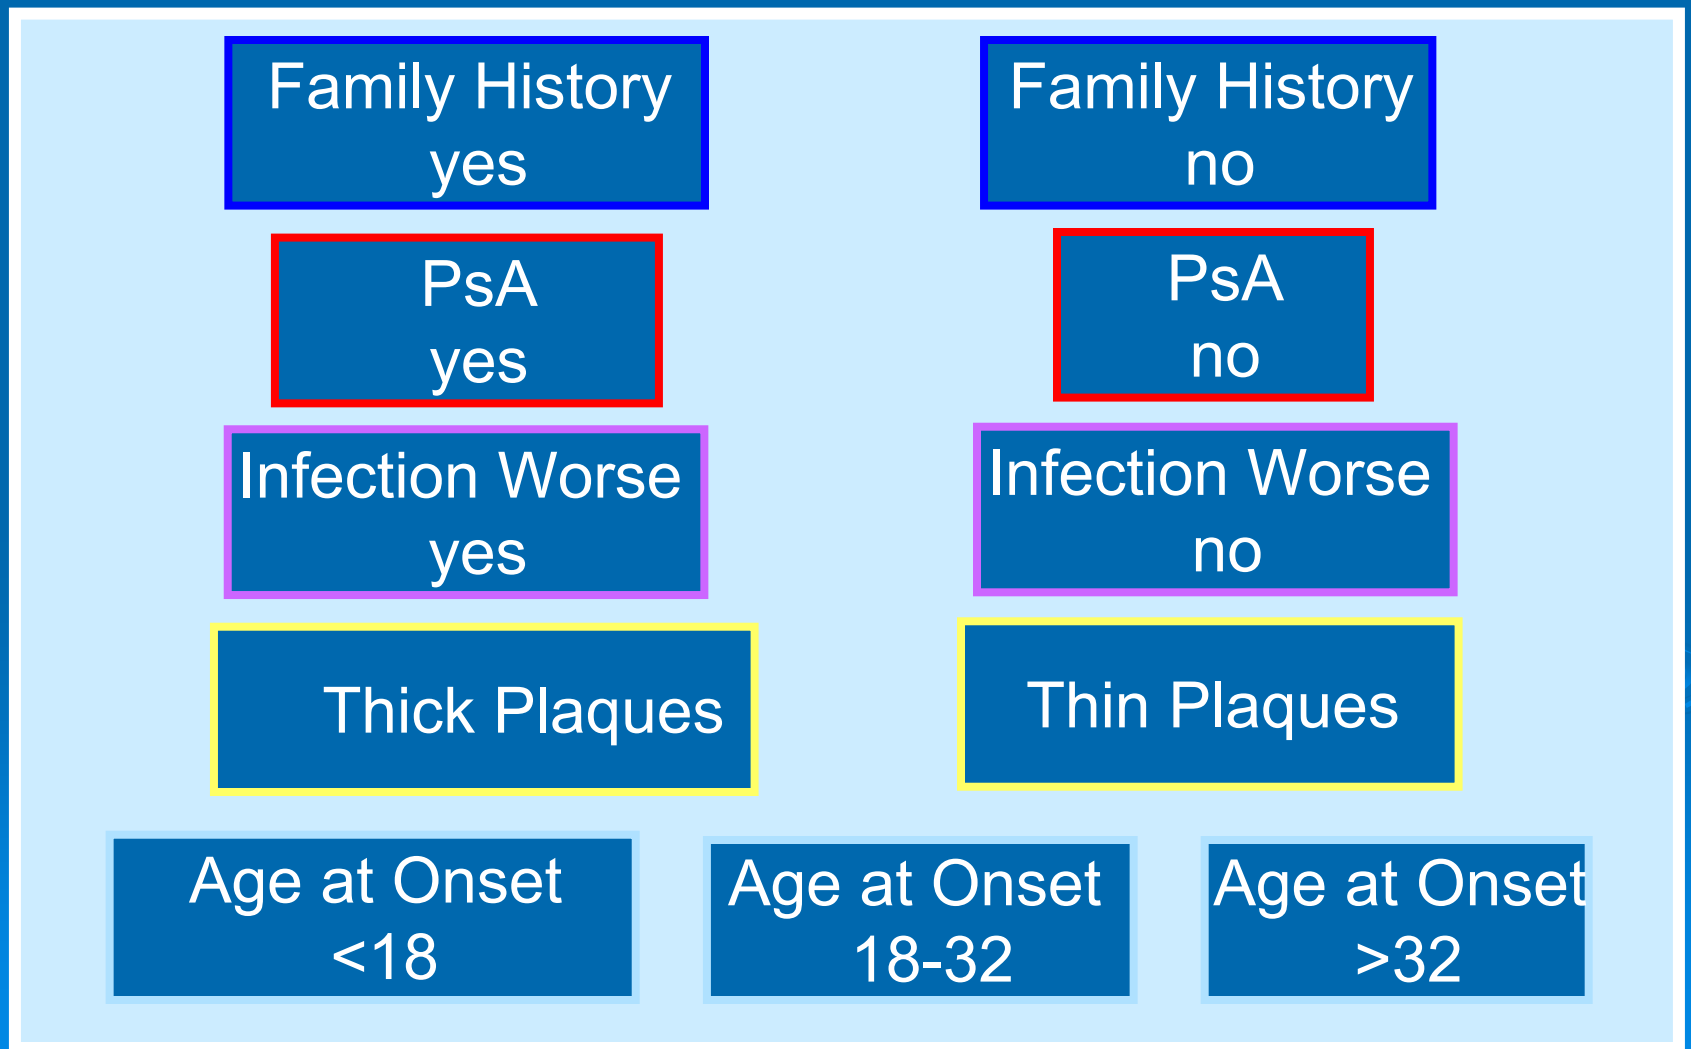 Family History
yes
Family History
no
PsA
yes
PsA
no
Infection Worse
yes
Infection Worse
no
Thick Plaques
Thin Plaques
Age at Onset
<18
Age at Onset
18-32
Age at Onset
>32